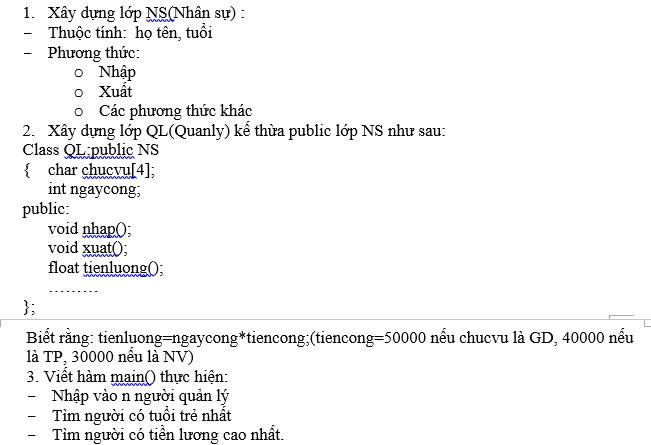 1. Xây dựng lớp NS(Nhân sự) :
– Thuộc tính: họ tên, tuổi
– Phương thức:
o Nhập
o Xuất
o Các phương thức khác
2. Xây dựng lớp QL(Quanly) kế thừa public lớp NS như sau:
Class QL:public NS
{ char chucvu[4];
int ngaycong;
public:
void nhap();
void xuat();
float tienluong();
.........
};
Biết rằng: tienluong=ngaycong*tiencong;(tiencong=50000 nếu chucvu là GD, 40000 nếu
là TP, 30000 nếu là NV)
3. Viết hàm main() thực hiện:
– Nhập vào n người quản lý
– Tìm người có tuổi trẻ nhất
– Tìm người có tiền lương cao nhất.